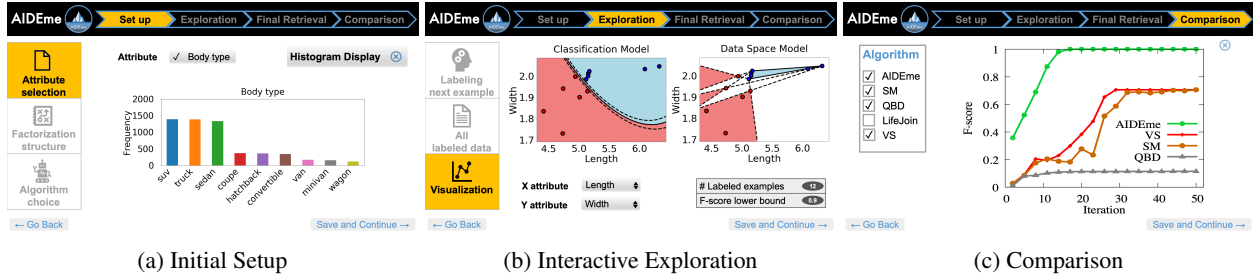 AIDEme Set up Exploration Final Retrieval Comparison
Attribute selection
Factorization structure
Algorithm choice
Attribute ✓ Body type Histogram Display
Body type
Frequency
2000
1500
1000
500
0
suv truck sedan coupe hatchback convertible van minivan wagon
← Go Back Save and Continue →
(a) Initial Setup
AIDEme Set up Exploration Final Retrieval Comparison
Labeling next example
All labeled data
Visualization
Classification Model
Width
2.0
1.9
1.8
1.7
4.5 5.0 5.5 6.0
Length
Data Space Model
Width
2.0
1.9
1.8
1.7
4.5 5.0 5.5 6.0
Length
X attribute Length
Y attribute Width
# Labeled examples 12
F-score lower bound 0.9
← Go Back Save and Continue →
(b) Interactive Exploration
AIDEme Set up Exploration Final Retrieval Comparison
Algorithm
✓ AIDEme
✓ SM
✓ QBD
LifeJoin
✓ VS
F-score
1
0.8
0.6
0.4
0.2
0
AIDEme
VS
SM
QBD
0 10 20 30 40 50
Iteration
← Go Back Save and Continue →
(c) Comparison